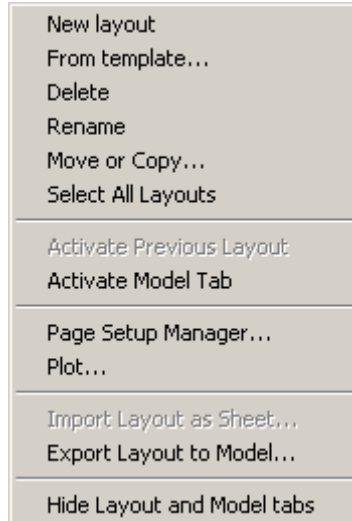 New layout
From template...
Delete
Rename
Move or Copy...
Select All Layouts
Activate Previous Layout
Activate Model Tab
Page Setup Manager...
Plot...
Import Layout as Sheet...
Export Layout to Model...
Hide Layout and Model tabs